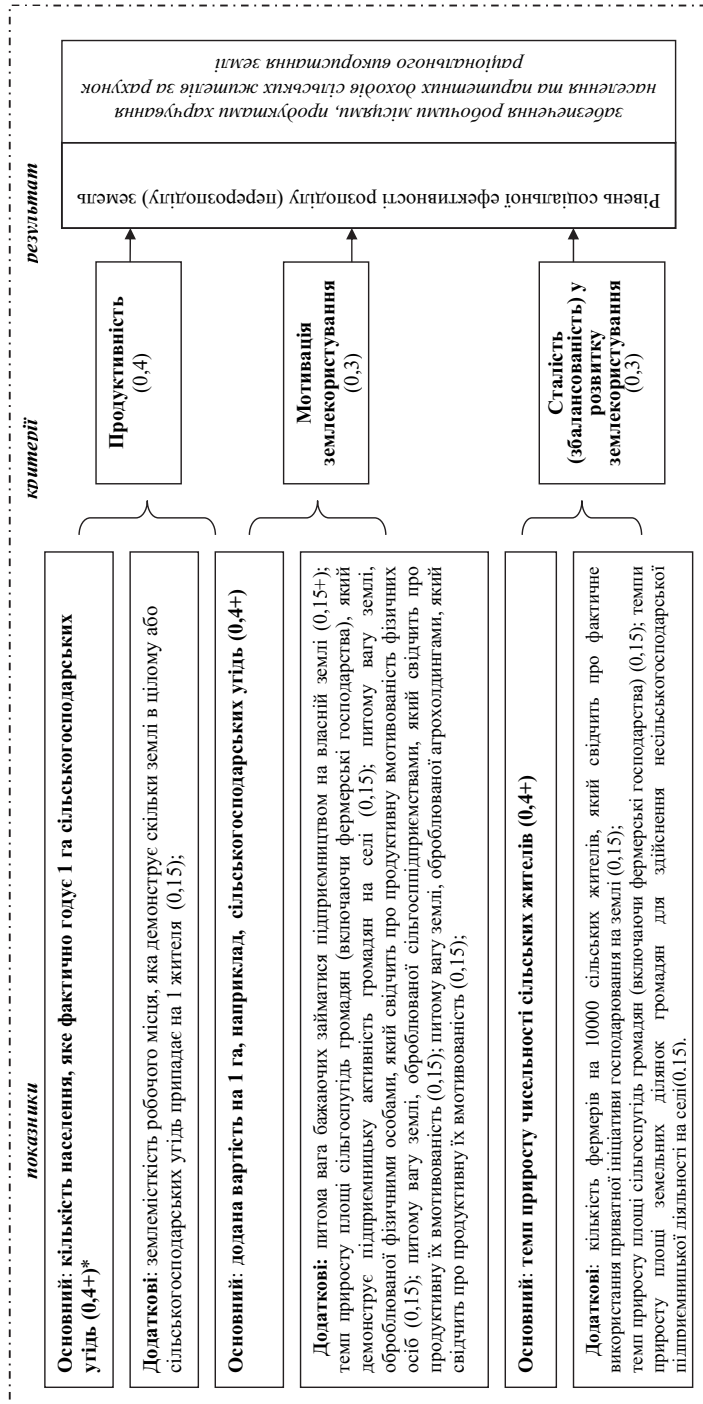 показники
критерії
результат
Основний: кількість населення, яке фактично годує 1 га сільськогосподарських
угідь (0,4+)*
Додаткові: землемісткість робочого місця, яка демонструє скільки землі в цілому або
сільськогосподарських угідь припадає на 1 жителя (0,15);
Продуктивність
(0,4)
Основний: додана вартість на 1 га, наприклад, сільськогосподарських угідь (0,4+)
Додаткові: питома вага бажаючих займатися підприємництвом на власній землі (0,15+);
темп приросту площі сільгоспугідь громадян (включаючи фермерські господарства), який
демонструє підприємницьку активність громадян на селі (0,15); питому вагу землі,
оброблюваної фізичними особами, який свідчить про продуктивну вмотивованість фізичних
осіб (0,15); питому вагу землі, оброблюваної сільгосппідприємствами, який свідчить про
продуктивну їх вмотивованість (0,15); питому вагу землі, оброблюваної агрохолдингами, який
свідчить про продуктивну їх вмотивованість (0,15);
Мотивація
землекористування
(0,3)
Основний: темп приросту чисельності сільських жителів (0,4+)
Додаткові: кількість фермерів на 10000 сільських жителів, який свідчить про фактичне
використання приватної ініціативи господарювання на землі (0,15);
темп приросту площі сільгоспугідь громадян (включаючи фермерські господарства) (0,15); темпи
приросту площі земельних ділянок громадян для здійснення несільськогосподарської
підприємницької діяльності на селі(0.15).
Сталість
(збалансованість) у
розвитку
землекористування
(0,3)
Рівень соціальної ефективності розподілу (перерозподілу) земель
забезпечення робочими місцями, продуктами харчування
населення та паритетних доходів сільських жителів за рахунок
раціонального використання
землі